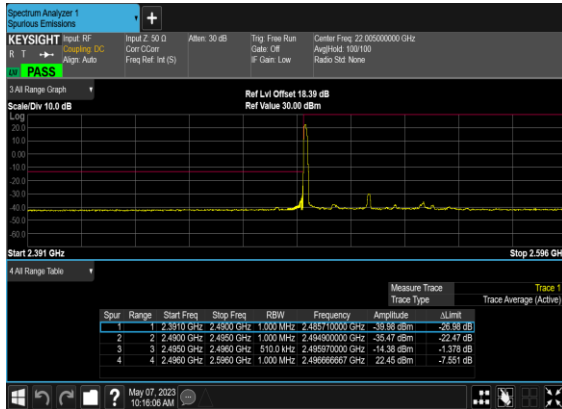 Spectrum Analyzer 1
Spurious Emissions
KEYSIGHT Input: RF Input Z: 50 Ω Atten: 30 dB Trig: Free Run Center Freq: 22.005000000 GHz
R T Coupling: DC Corr CCorr Gate: Off Avg|Hold: 100/100
Align: Auto Freq Ref: Int (S) IF Gain: Low Radio Std: None
PASS
3 All Range Graph
Ref Lvl Offset 18.39 dB
Scale/Div 10.0 dB Ref Value 30.00 dBm
Log
20.0
10.0
0.00
-10.0
-20.0
-30.0
-40.0
-50.0
-60.0
Start 2.391 GHz Stop 2.596 GH
4 All Range Table
Measure Trace Trace 1
Trace Type Trace Average (Active)
Spur Range Start Freq Stop Freq RBW Frequency Amplitude ΔLimit
1 1 2.3910 GHz 2.4900 GHz 1.000 MHz 2.485710000 GHz -39.98 dBm -26.98 dB
2 2 2.4900 GHz 2.4950 GHz 1.000 MHz 2.494900000 GHz -35.47 dBm -22.47 dB
3 3 2.4950 GHz 2.4960 GHz 510.0 kHz 2.495970000 GHz -14.38 dBm -1.378 dB
4 4 2.4960 GHz 2.5960 GHz 1.000 MHz 2.496666667 GHz 22.45 dBm -7.551 dB
May 07, 2023
10:16:06 AM